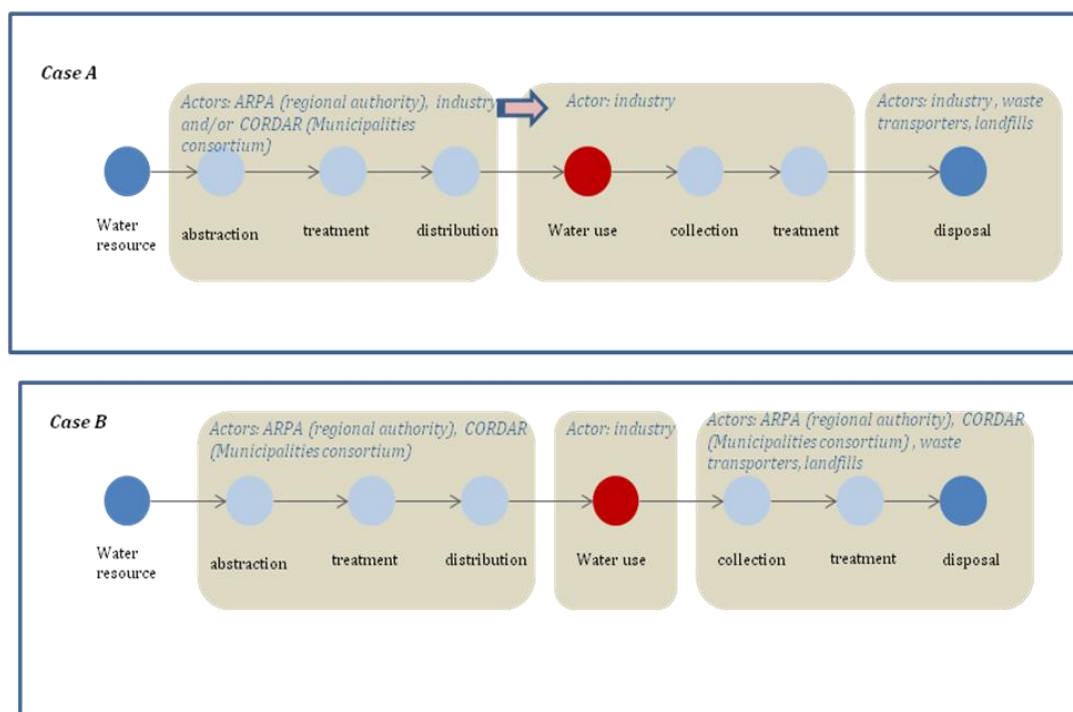 Case A
Actors: ARPA (regional authority), industry
and/or CORDAR (Municipalities
consortium)
Actor: industry
Actors: industry , waste
transporters, landfills
Water
resource
abstraction
treatment
distribution
Water use
collection
treatment
disposal
Case B
Actors: ARPA (regional authority), CORDAR
(Municipalities consortium)
Actor: industry
Actors: ARPA (regional authority), CORDAR
(Municipalities consortium) , waste
transporters, landfills
Water
resource
abstraction
treatment
distribution
Water use
collection
treatment
disposal